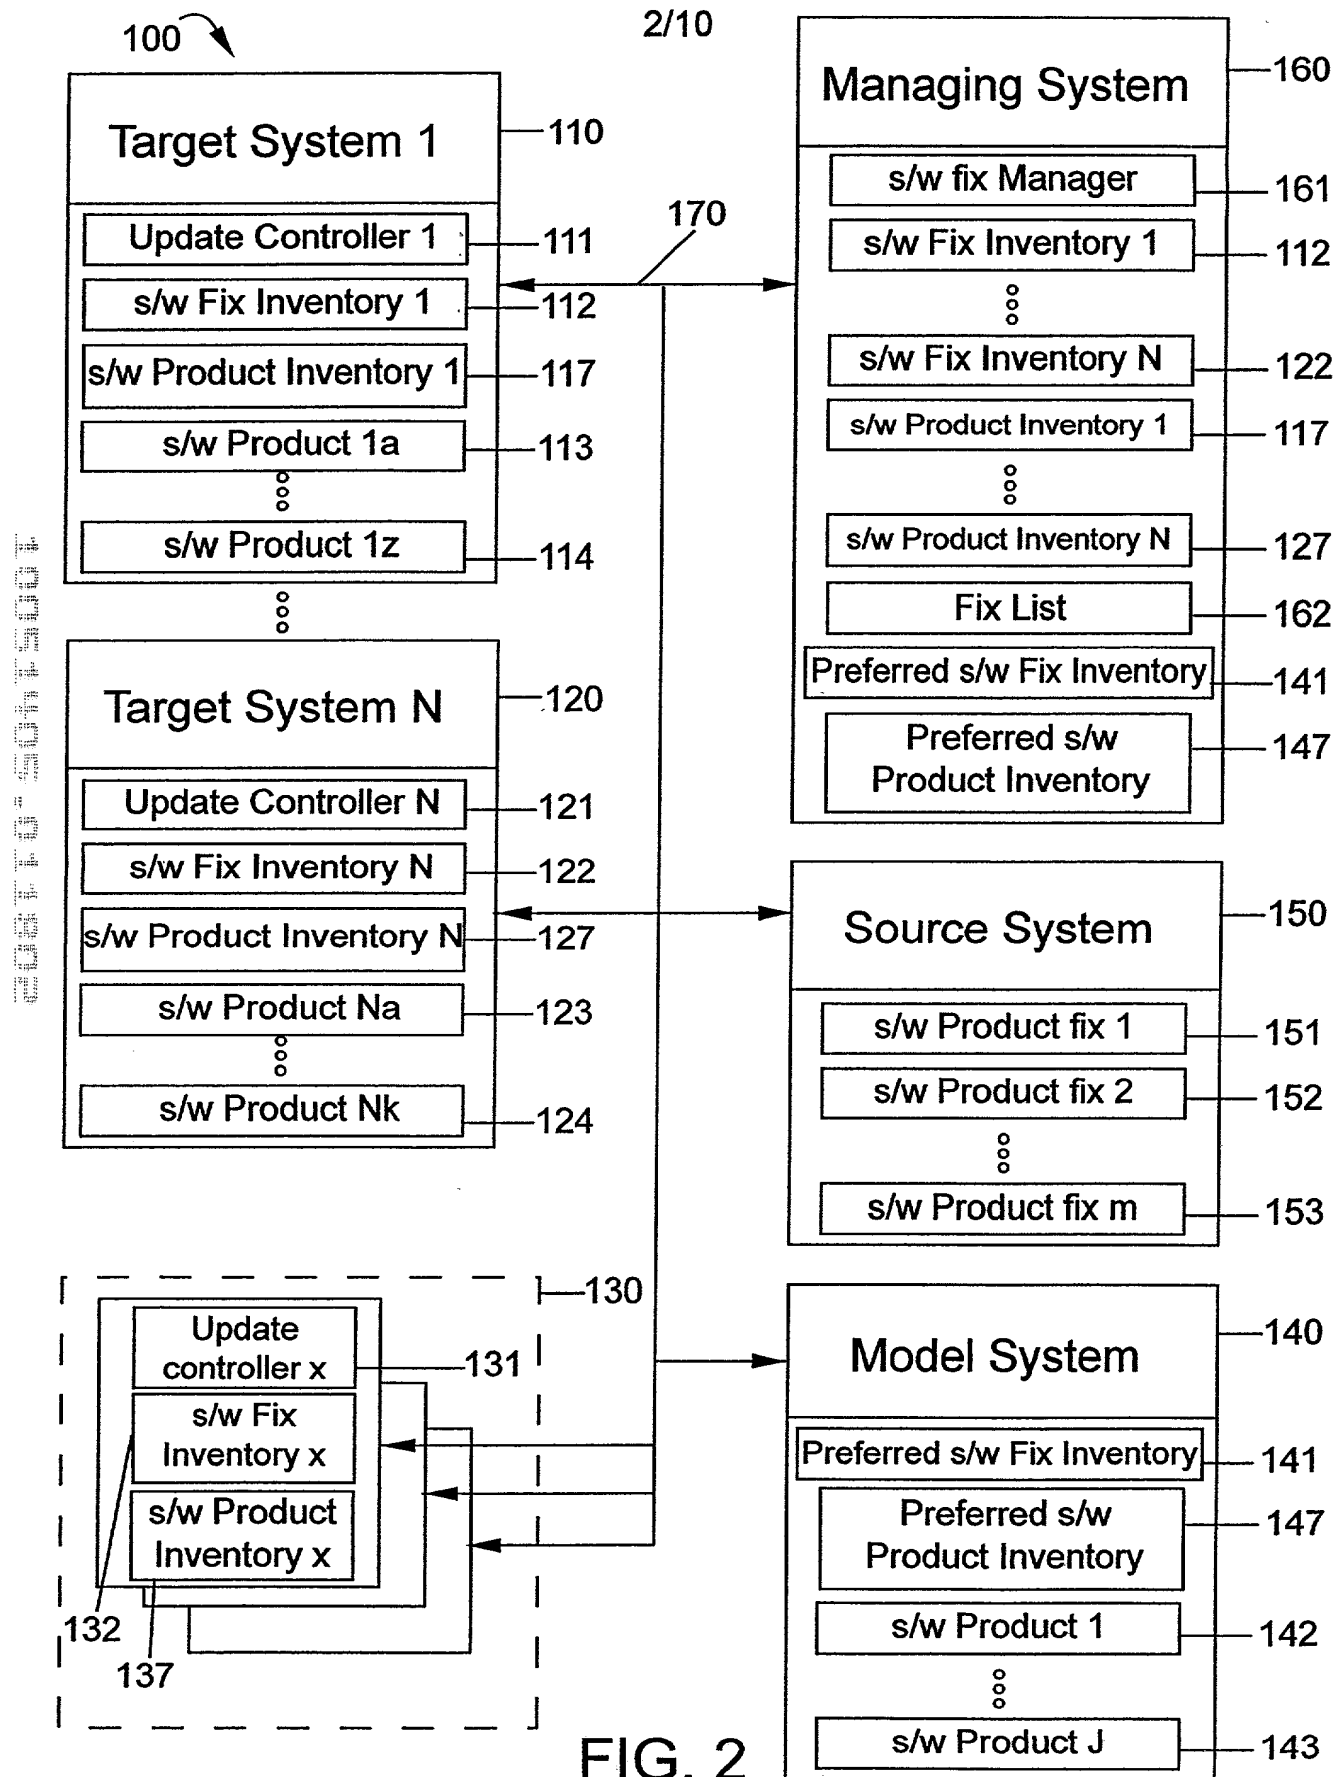 2/10
100
Target System 1
110
Update Controller 1
111
s/w Fix Inventory 1
112
s/w Product Inventory 1
117
s/w Product 1a
113
s/w Product 1z
114
Target System N
120
Update Controller N
121
s/w Fix Inventory N
122
s/w Product Inventory N
127
s/w Product Na
123
s/w Product Nk
124
130
Update
controller x
131
s/w Fix
Inventory x
s/w Product
Inventory x
132
137
170
Managing System
160
s/w fix Manager
161
s/w Fix Inventory 1
112
s/w Fix Inventory N
122
s/w Product Inventory 1
117
s/w Product Inventory N
127
Fix List
162
Preferred s/w Fix Inventory
141
Preferred s/w
Product Inventory
147
Source System
150
s/w Product fix 1
151
s/w Product fix 2
152
s/w Product fix m
153
Model System
140
Preferred s/w Fix Inventory
141
Preferred s/w
Product Inventory
147
s/w Product 1
142
s/w Product J
143
FIG. 2